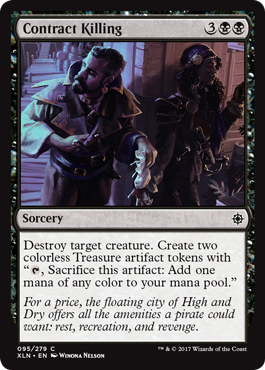 Contract Killing 3
Sorcery
Destroy target creature. Create two
colorless Treasure artifact tokens with
“, Sacrifice this artifact: Add one
mana of any color to your mana pool.”
For a price, the floating city of High and
Dry offers all the amenities a pirate could
want: rest, recreation, and revenge.
095/279 C
XLN • EN Winona Nelson
™ & © 2017 Wizards of the Coast